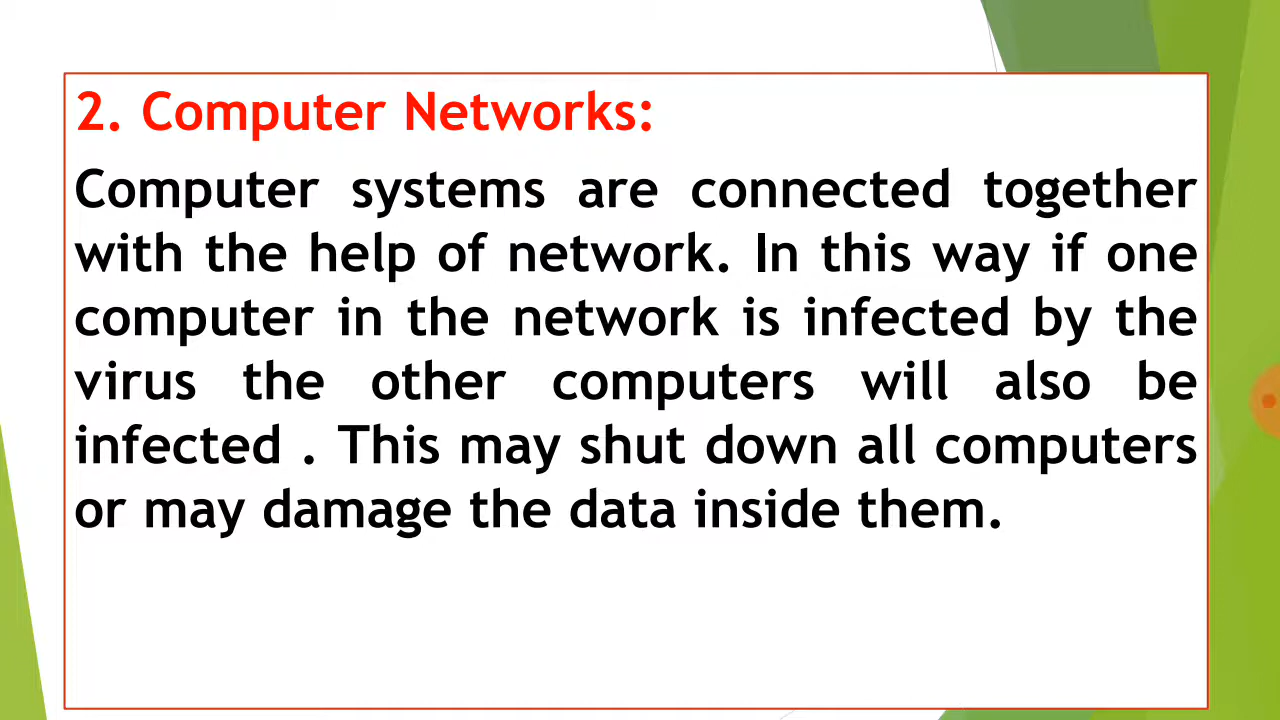 2. Computer Networks:
Computer systems are connected together
with the help of network. In this way if one
computer in the network is infected by the
virus the other computers will also be
infected . This may shut down all computers
or may damage the data inside them.